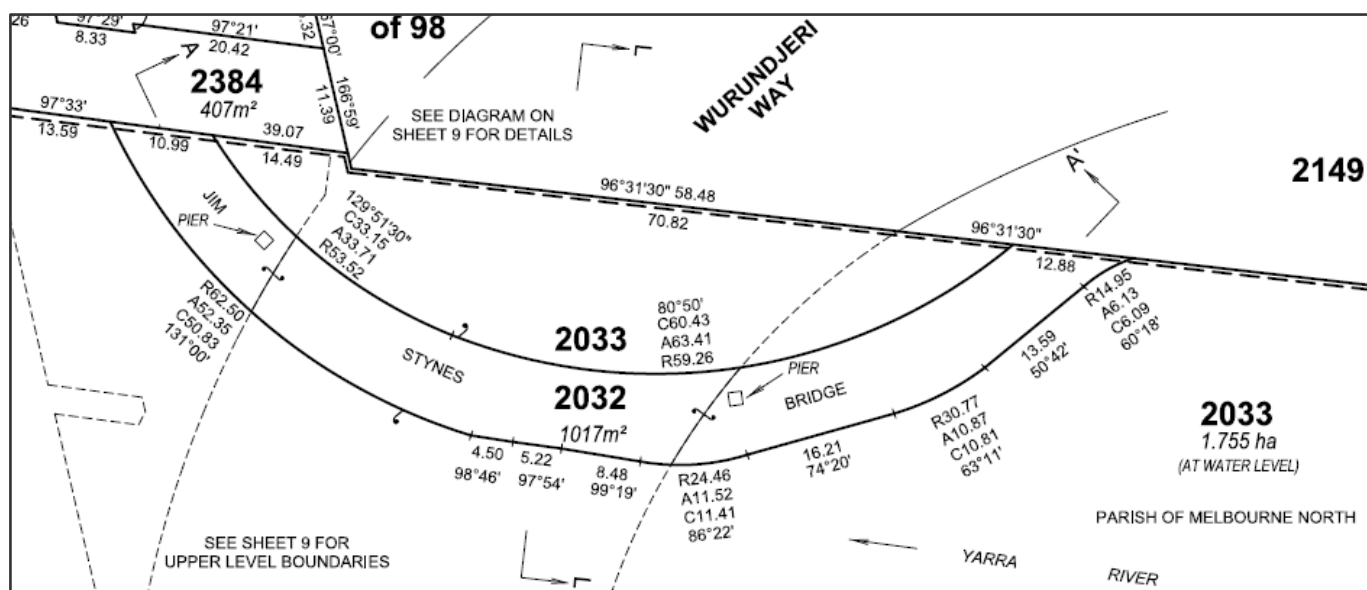 26
97°29'
8.33
97°21'
20.42
.32
67°00'
of 98
A
2384
407m²
11.39
166°59'
L
SEE DIAGRAM ON
SHEET 9 FOR DETAILS
WURUNDJERI
WAY
97°33'
13.59
10.99
39.07
14.49
96°31'30" 58.48
70.82
A'
2149
96°31'30"
12.88
JIM
PIER
129°51'30"
C33.15
A33.71
R53.52
R62.50
A52.35
C50.83
131°00'
STYNES
2033
80°50'
C60.43
A63.41
R59.26
PIER
BRIDGE
R14.95
A6.13
C6.09
60°18'
13.59
50°42'
2032
1017m²
R30.77
A10.87
C10.81
63°11'
2033
1.755 ha
(AT WATER LEVEL)
4.50
98°46'
5.22
97°54'
8.48
99°19'
R24.46
A11.52
C11.41
86°22'
16.21
74°20'
PARISH OF MELBOURNE NORTH
SEE SHEET 9 FOR
UPPER LEVEL BOUNDARIES
L
YARRA
RIVER